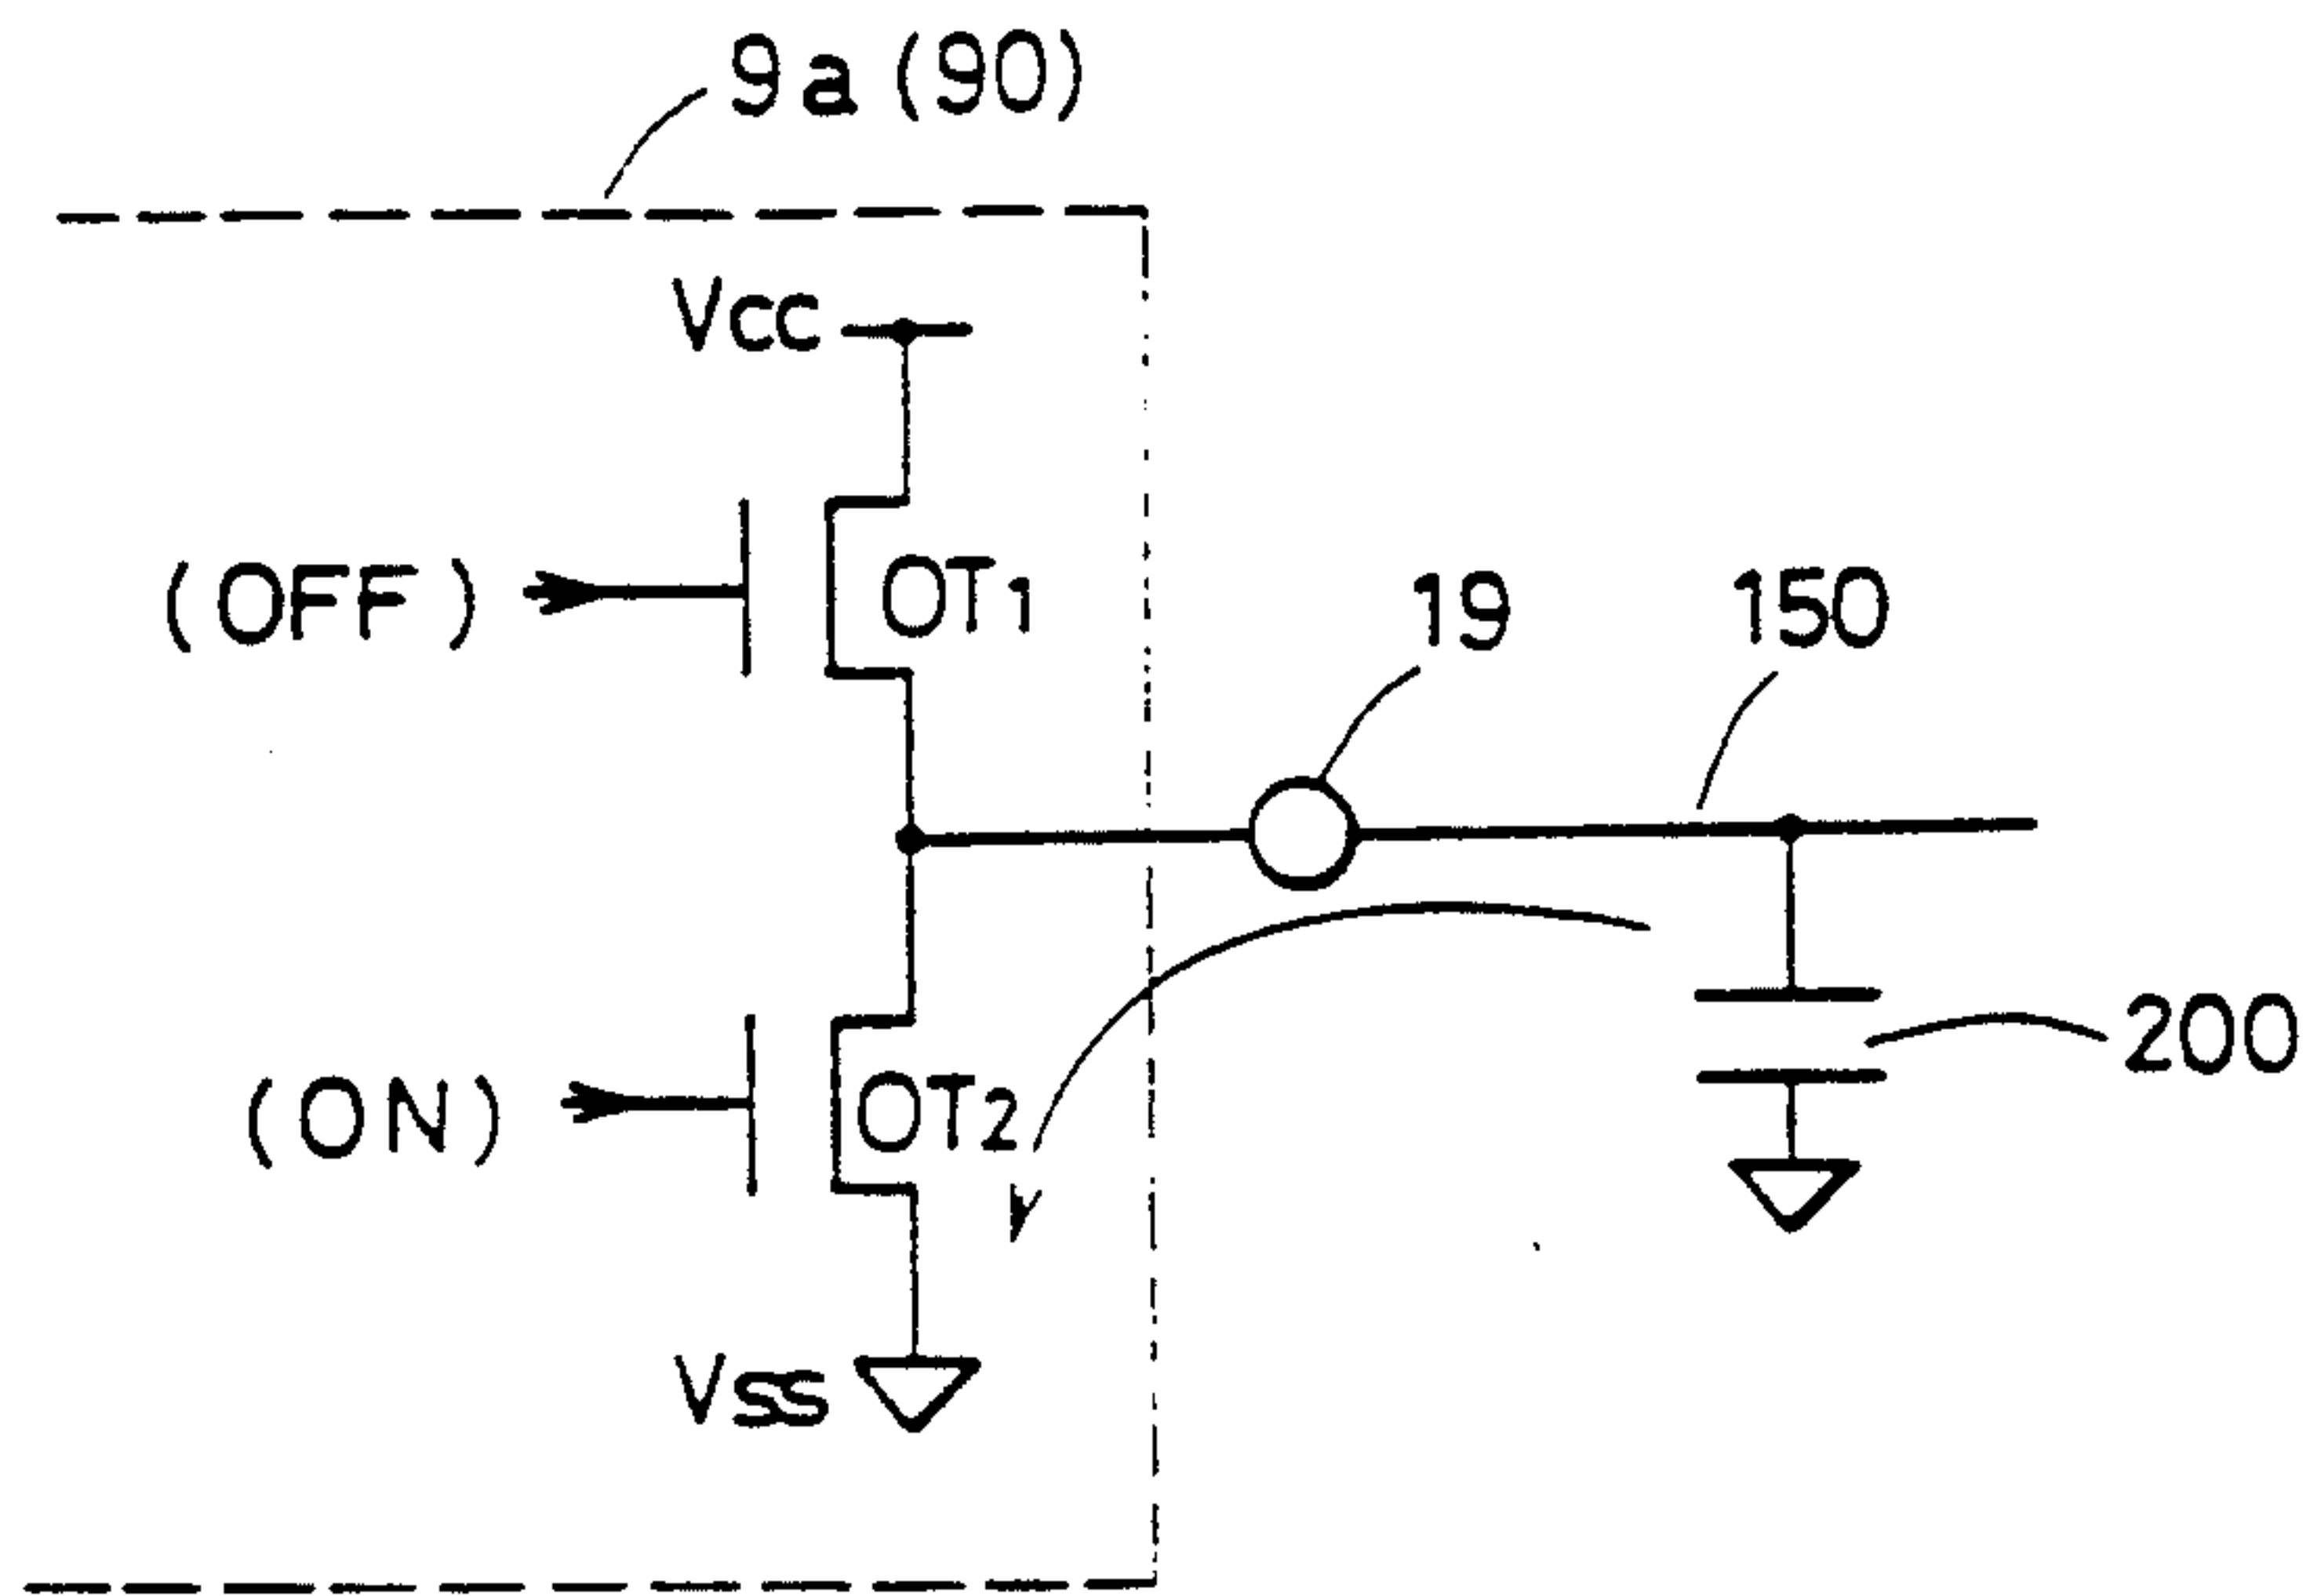 9a (90)
Vcc
(OFF)
OT1
19
150
200
(ON)
OT2
Vss